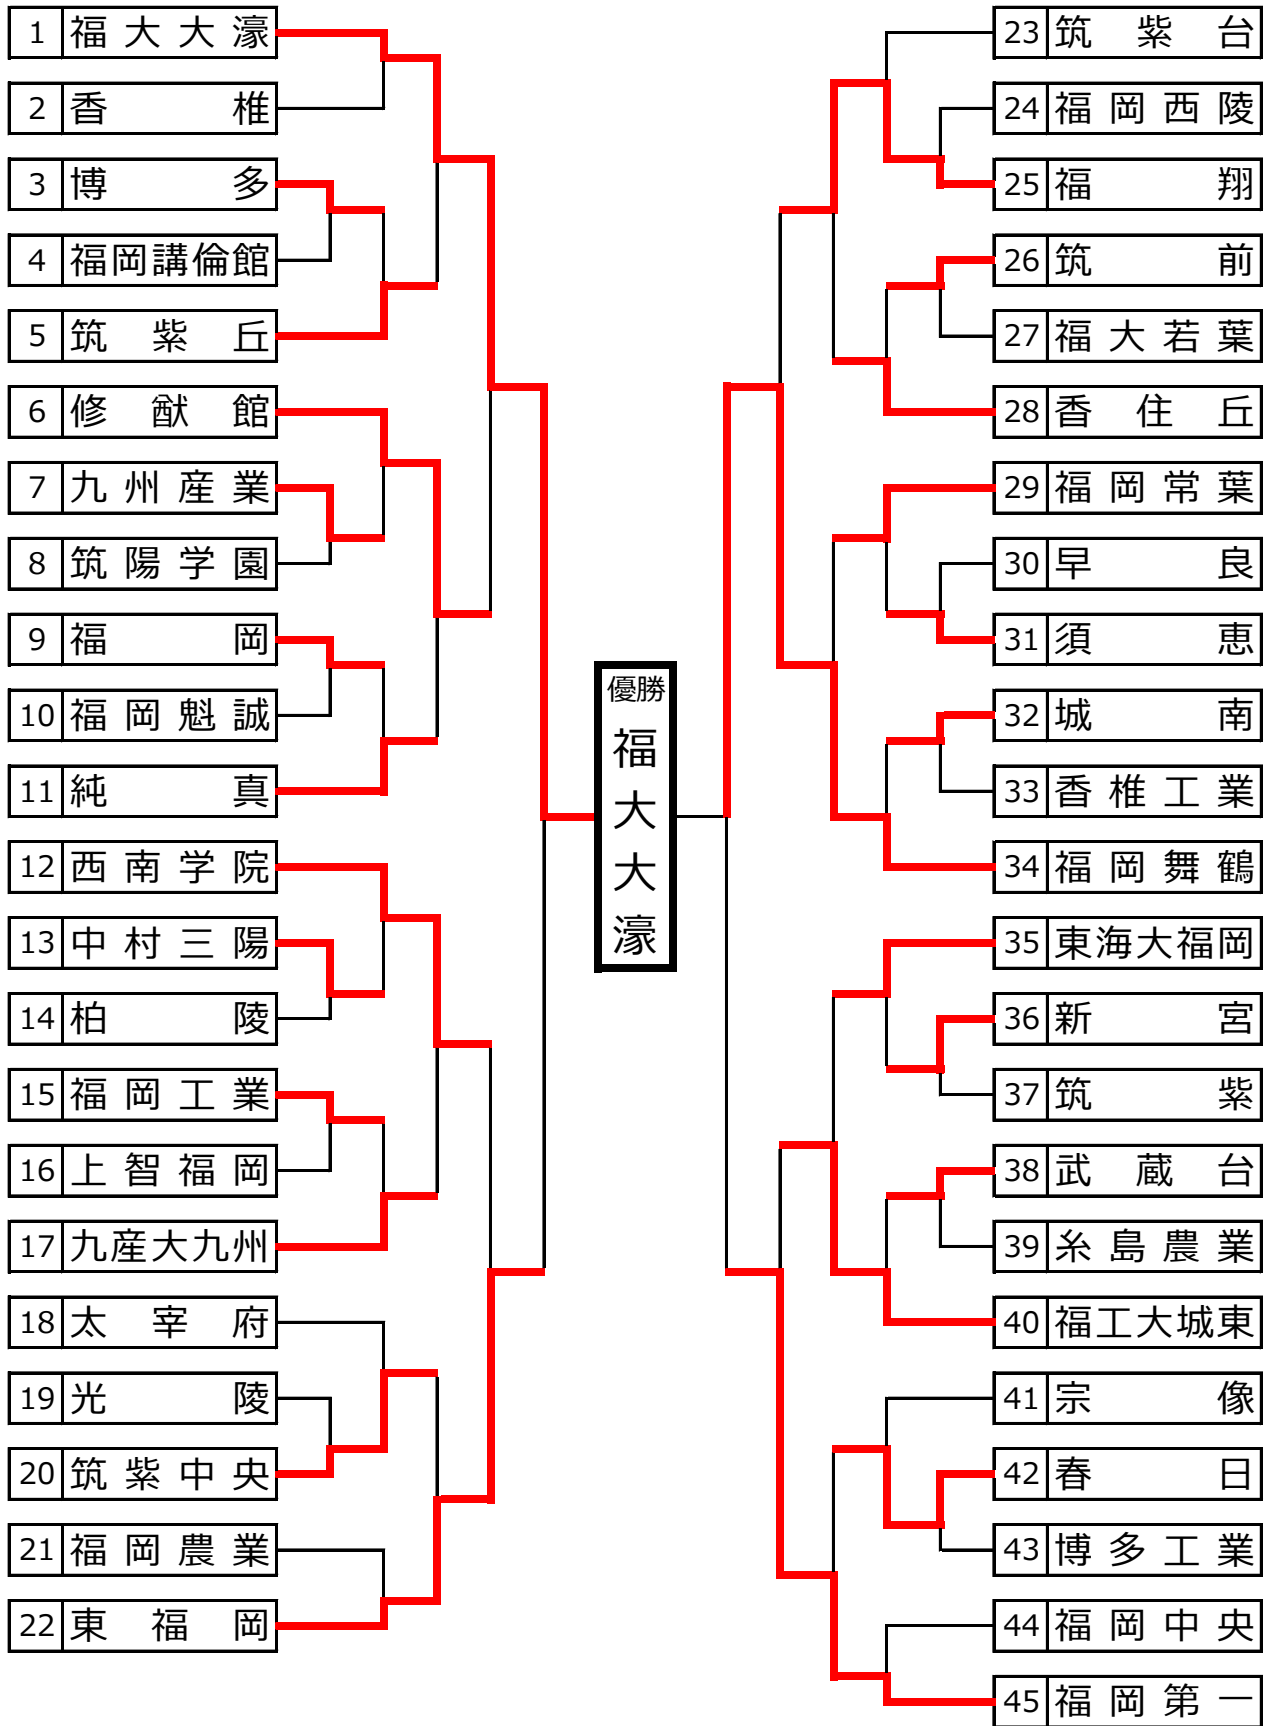 1 福大大濠
2 香椎
3 博多
4 福岡講倫館
5 筑紫丘
6 修猷館
7 九州産業
8 筑陽学園
9 福岡
10 福岡魁誠
11 純真
12 西南学院
13 中村三陽
14 柏陵
15 福岡工業
16 上智福岡
17 九産大九州
18 太宰府
19 光陵
20 筑紫中央
21 福岡農業
22 東福岡
優勝
福大大濠
23 筑紫台
24 福岡西陵
25 福翔
26 筑前
27 福大若葉
28 香住丘
29 福岡常葉
30 早良
31 須恵
32 城南
33 香椎工業
34 福岡舞鶴
35 東海大福岡
36 新宮
37 筑紫
38 武蔵台
39 糸島農業
40 福工大城東
41 宗像
42 春日
43 博多工業
44 福岡中央
45 福岡第一